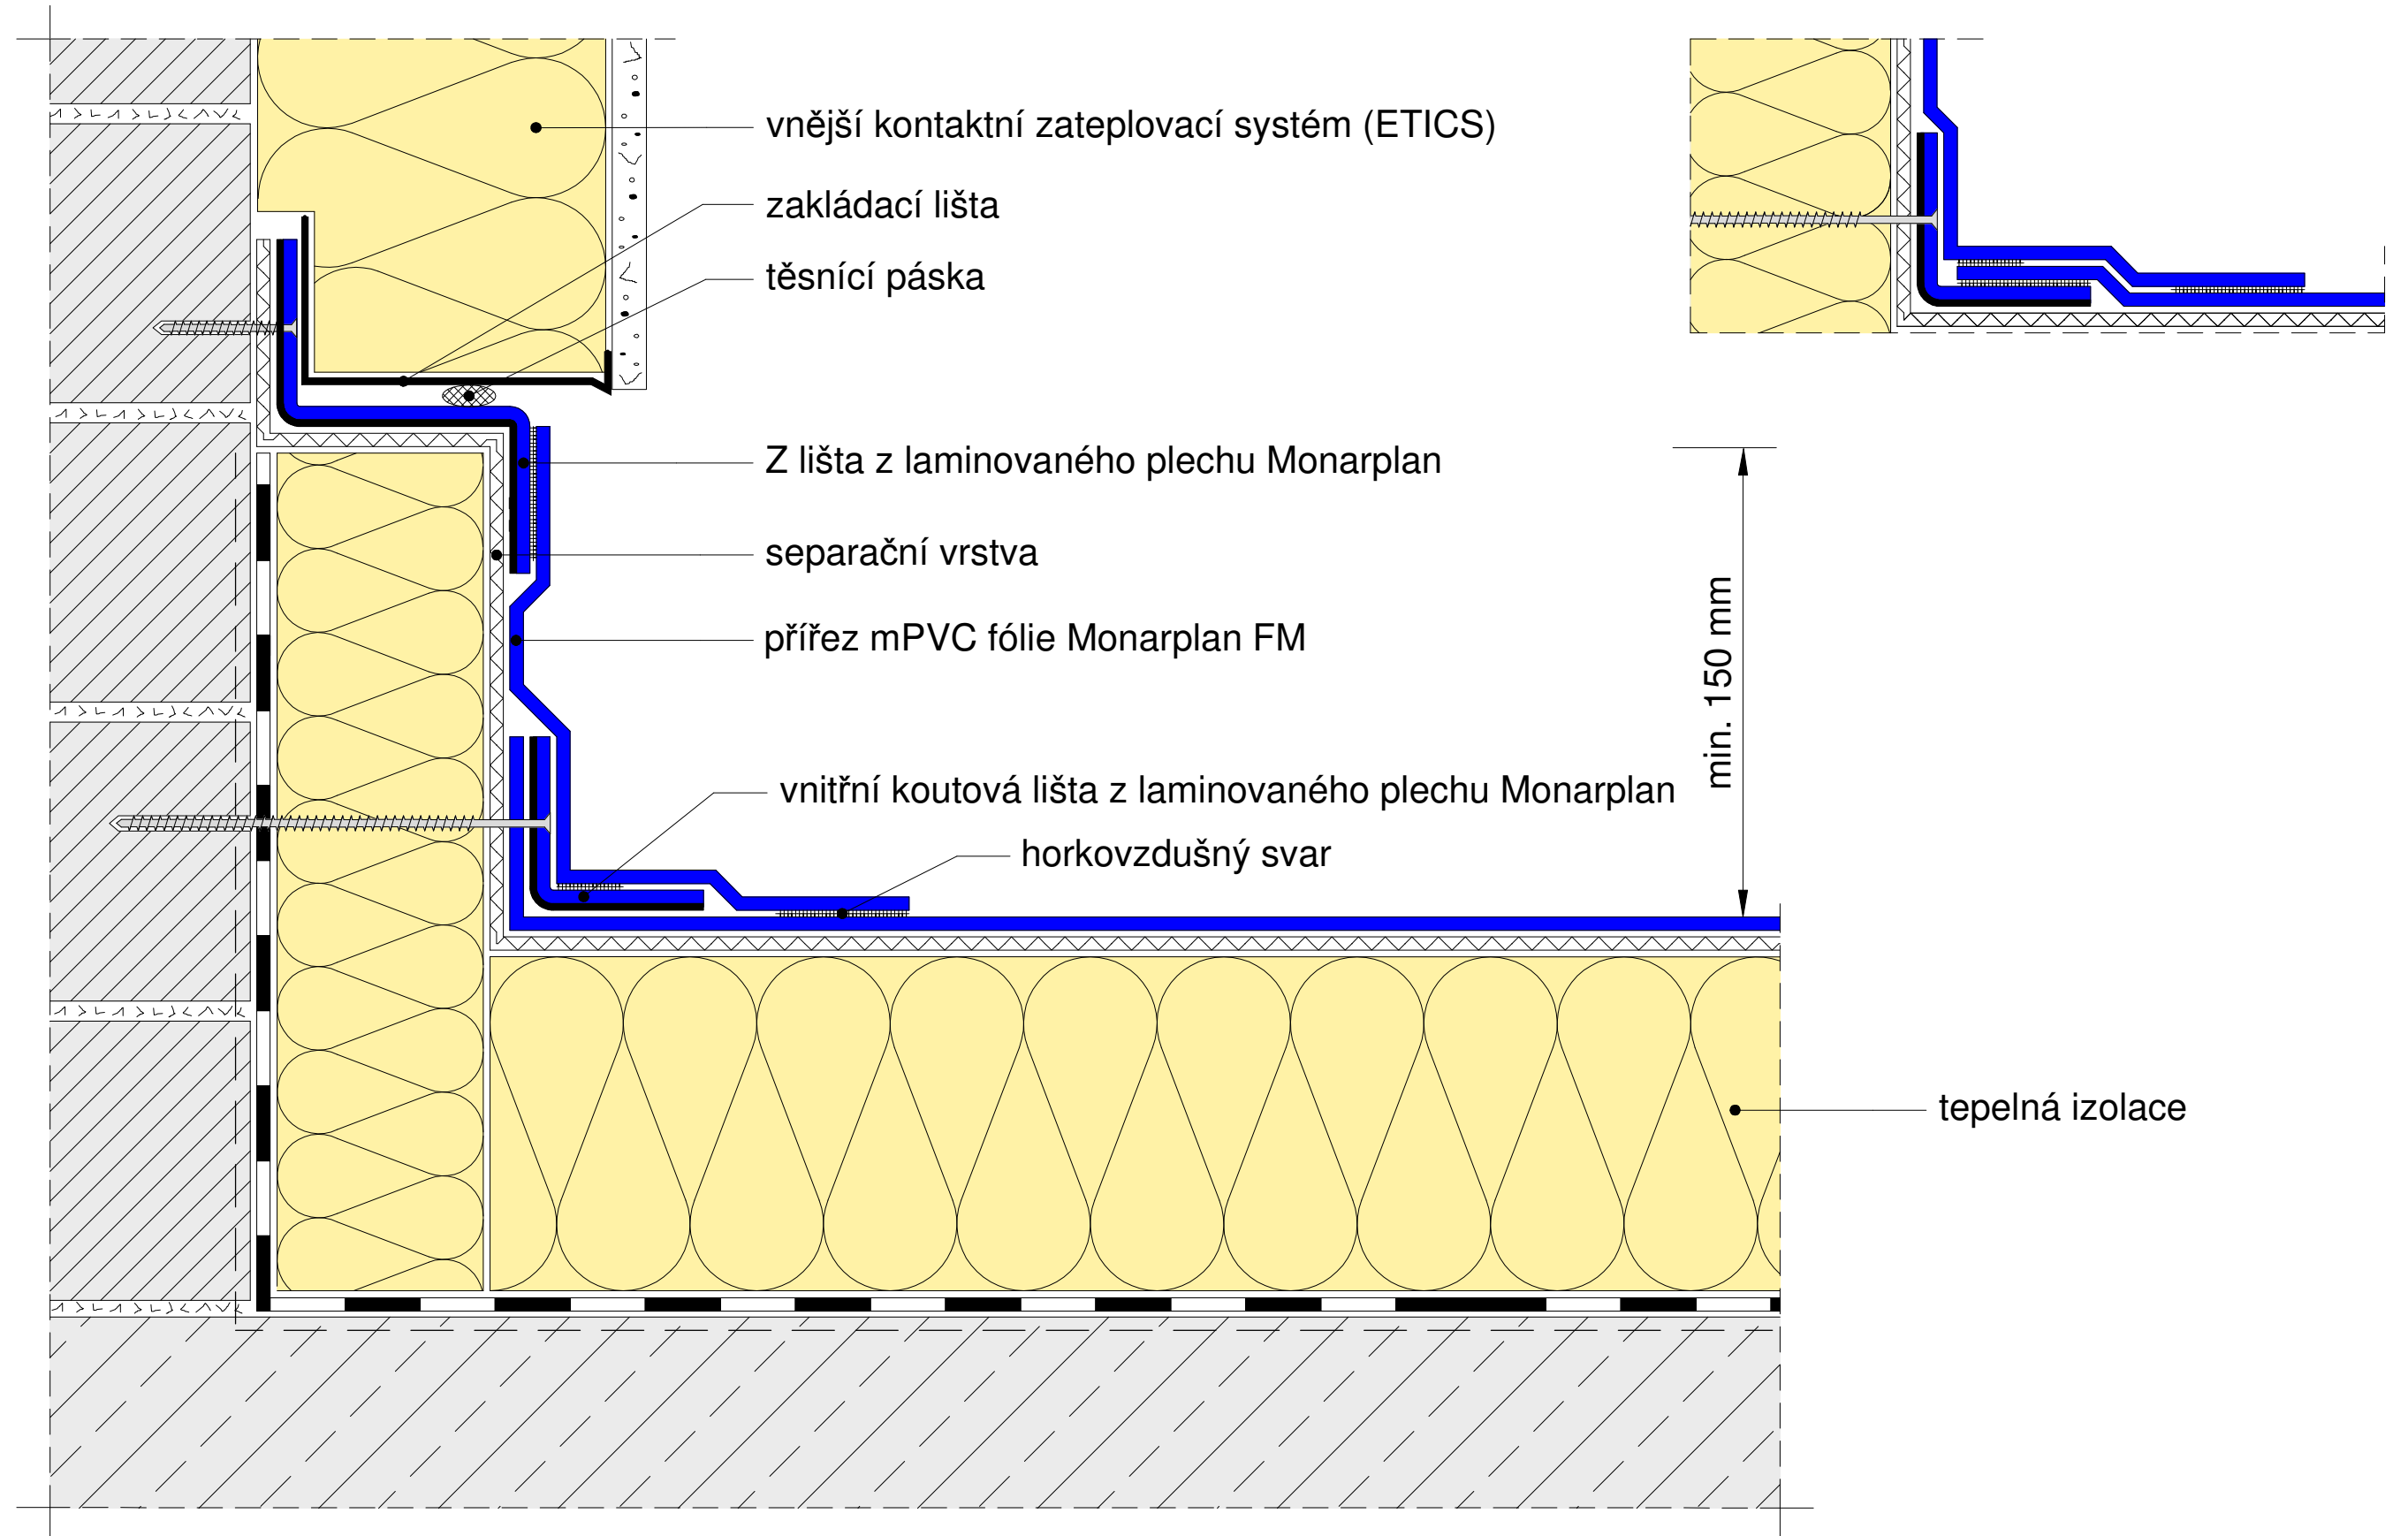 vnější kontaktní zateplovací systém (ETICS)
zakládací lišta
těsnící páska
Z lišta z laminovaného plechu Monarplan
separační vrstva
přířez mPVC fólie Monarplan FM
min. 150 mm
vnitřní koutová lišta z laminovaného plechu Monarplan
horkovzdušný svar
tepelná izolace